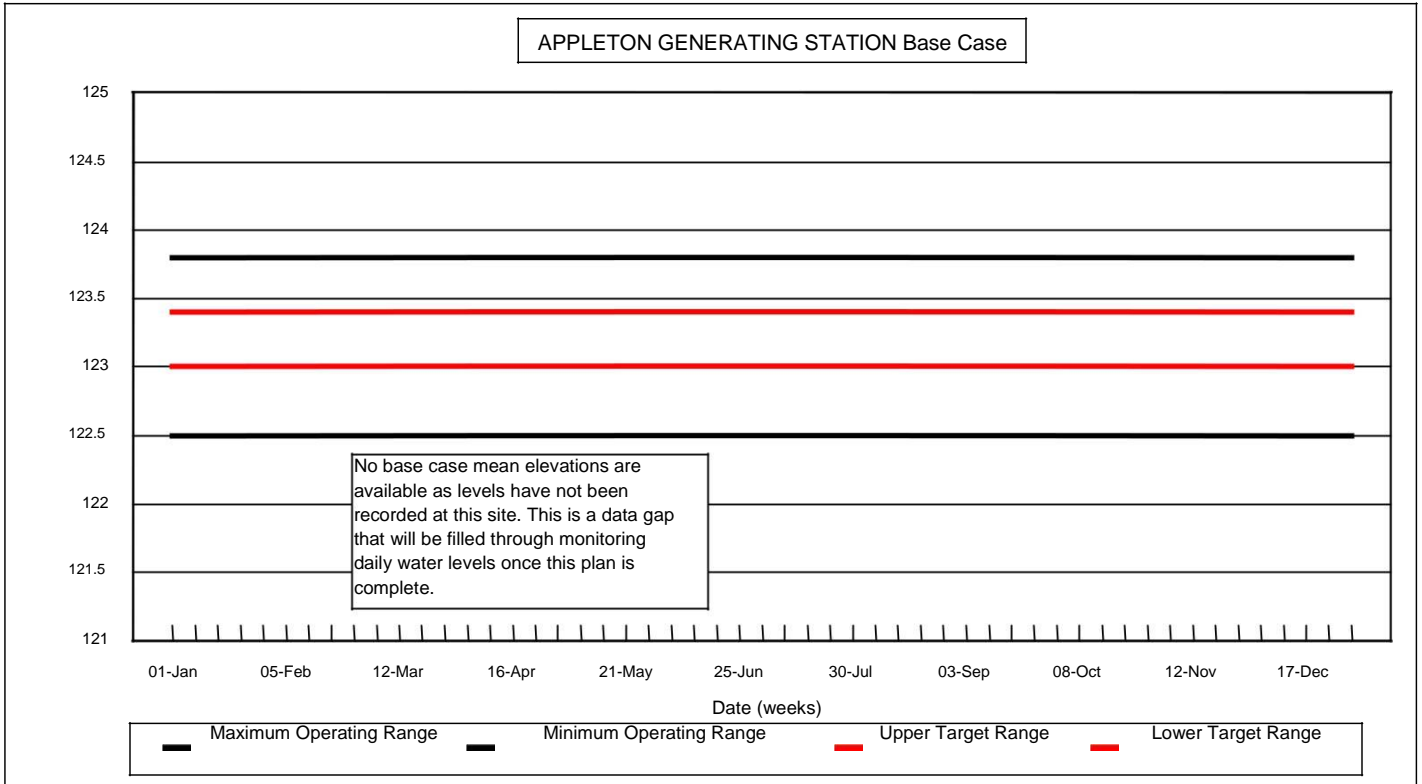 APPLETON GENERATING STATION Base Case
125
124.5
124
123.5
123
122.5
122
121.5
121
No base case mean elevations are
available as levels have not been
recorded at this site. This is a data gap
that will be filled through monitoring
daily water levels once this plan is
complete.
01-Jan 05-Feb 12-Mar 16-Apr 21-May 25-Jun 30-Jul 03-Sep 08-Oct 12-Nov 17-Dec
Date (weeks)
Maximum Operating Range Minimum Operating Range Upper Target Range Lower Target Range